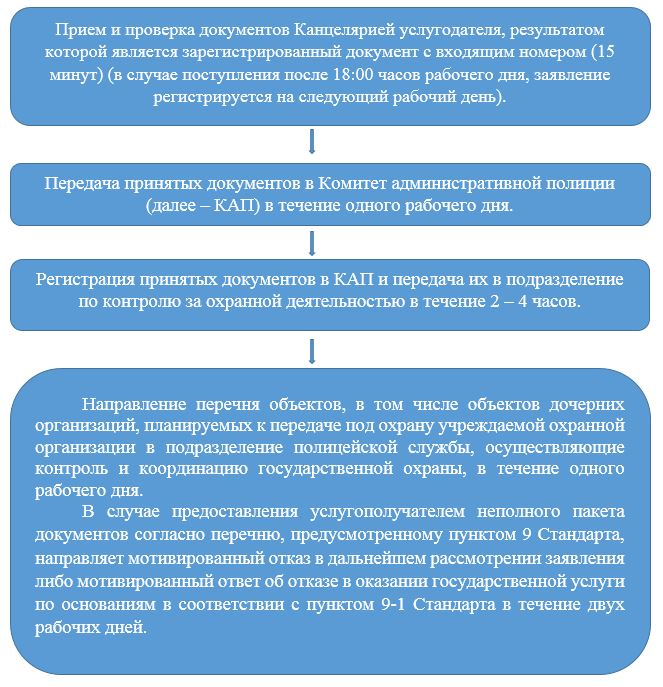 Прием и проверка документов Канцелярией услугодателя, результатом
которой является зарегистрированный документ с входящим номером (15
минут) (в случае поступления после 18:00 часов рабочего дня, заявление
регистрируется на следующий рабочий день).
Передача принятых документов в Комитет административной полиции
(далее – КАП) в течение одного рабочего дня.
Регистрация принятых документов в КАП и передача их в подразделение
по контролю за охранной деятельностью в течение 2 – 4 часов.
Направление перечня объектов, в том числе объектов дочерних
организаций, планируемых к передаче под охрану учреждаемой охранной
организации в подразделение полицейской службы, осуществляющие
контроль и координацию государственной охраны, в течение одного
рабочего дня.
В случае предоставления услугополучателем неполного пакета
документов согласно перечню, предусмотренному пунктом 9 Стандарта,
направляет мотивированный отказ в дальнейшем рассмотрении заявления
либо мотивированный ответ об отказе в оказании государственной услуги
по основаниям в соответствии с пунктом 9-1 Стандарта в течение двух
рабочих дней.